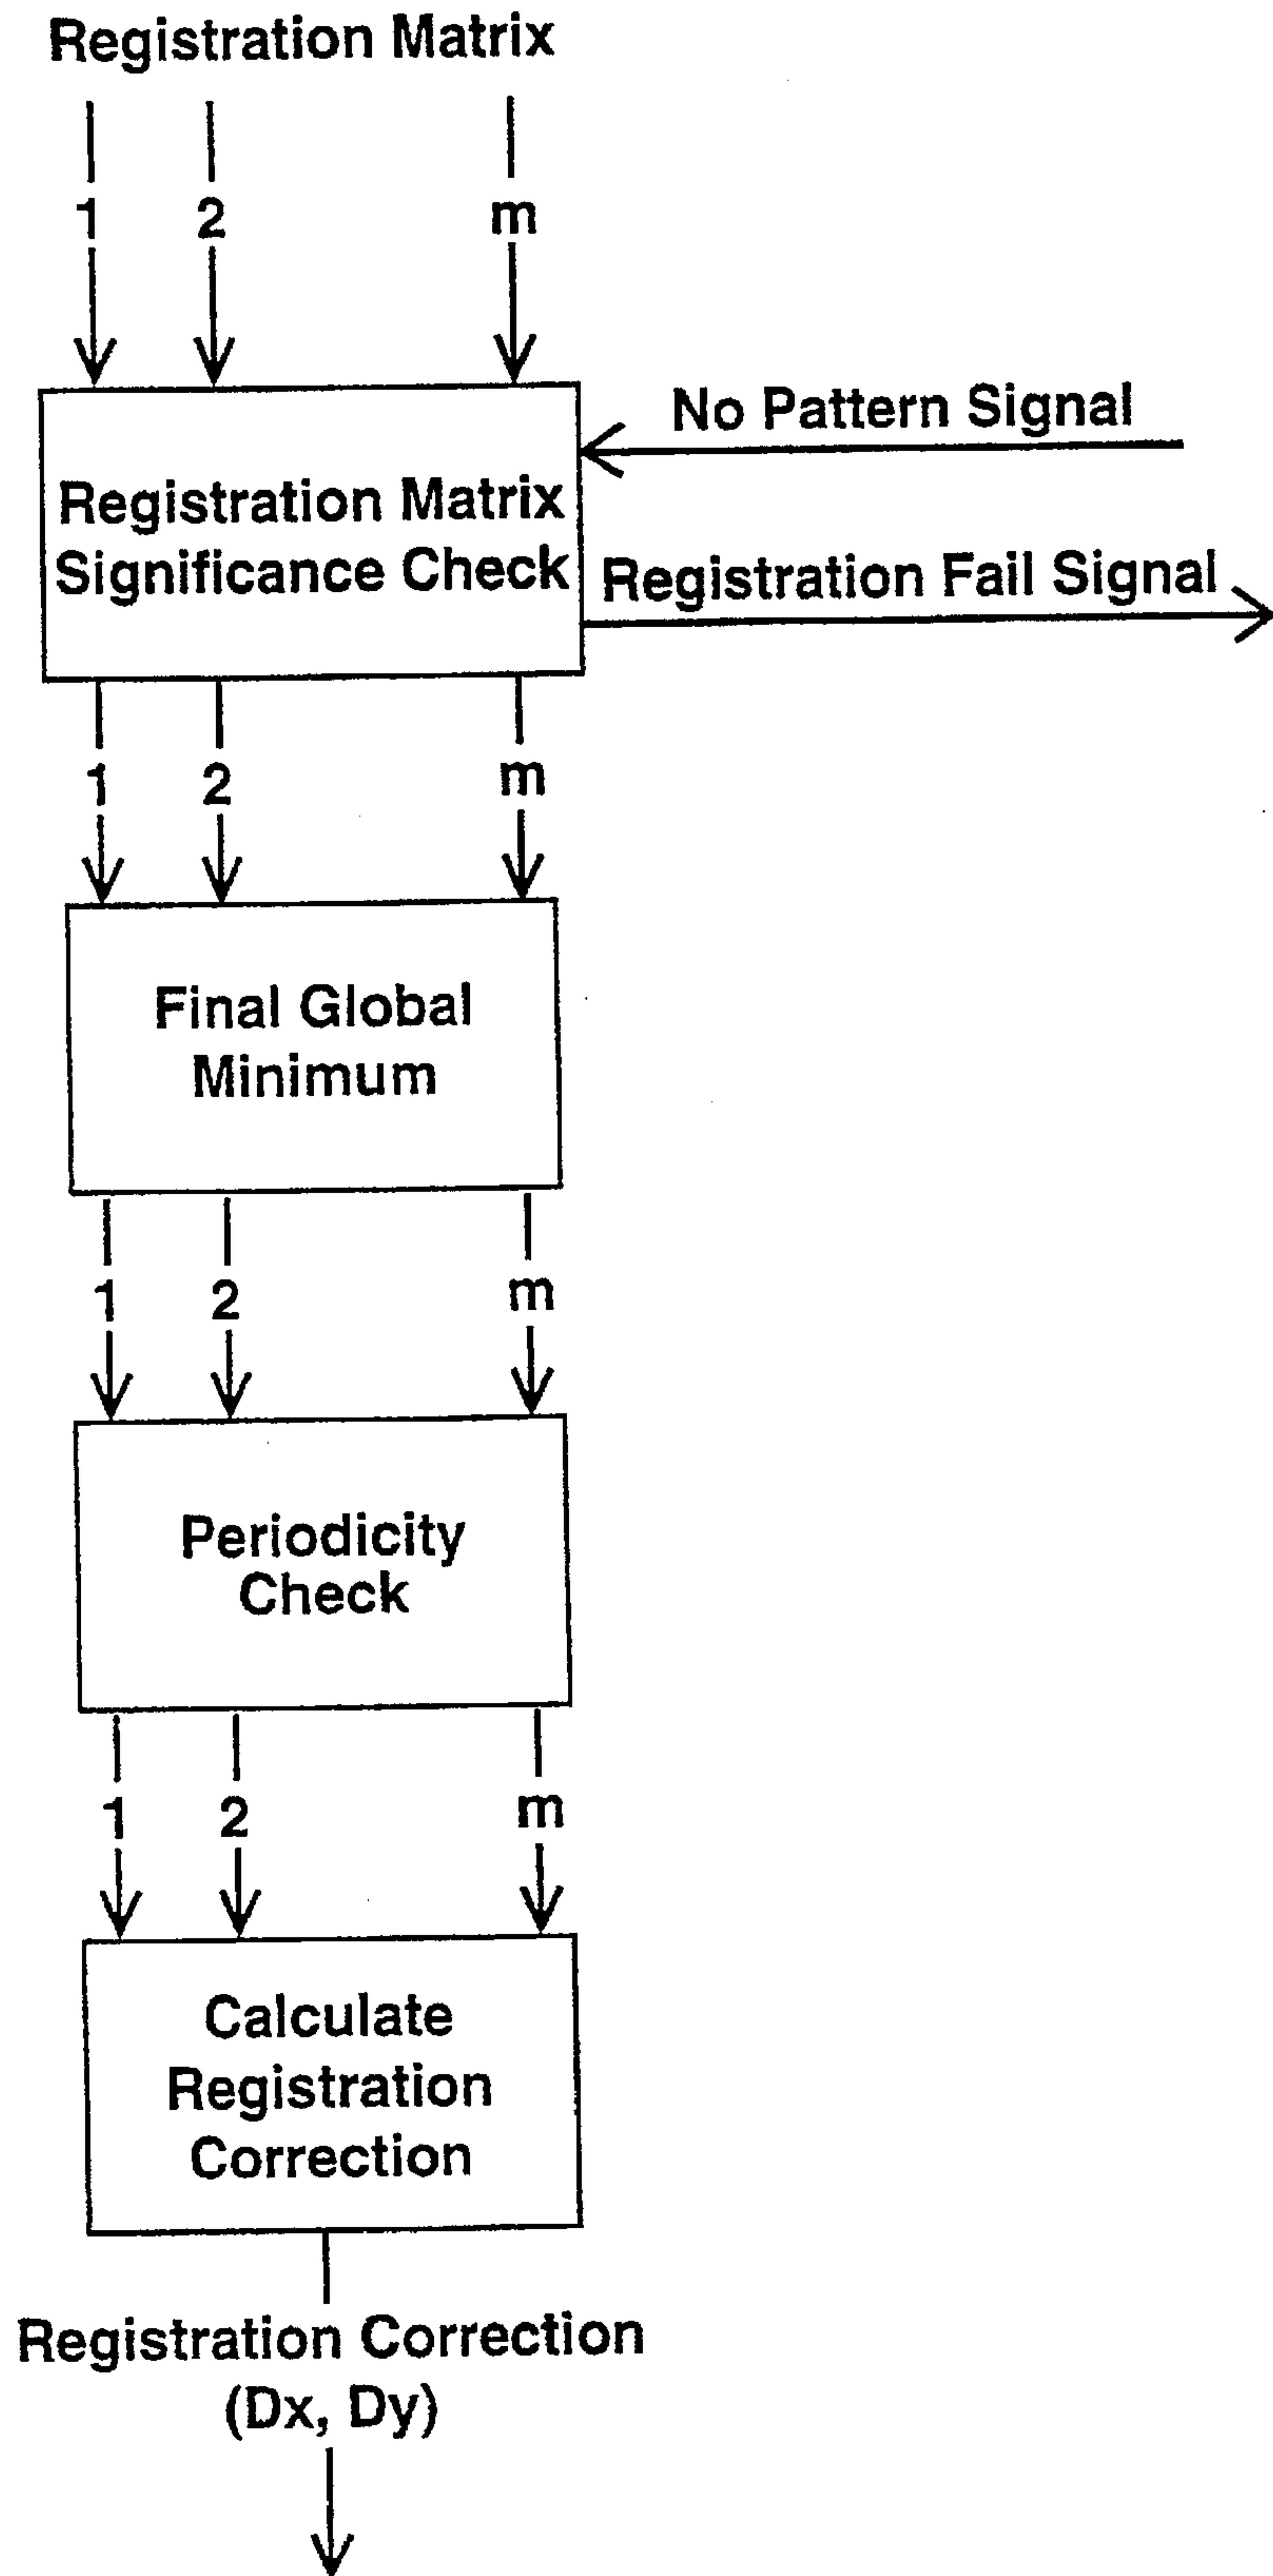 Registration Matrix
1 2 m
No Pattern Signal
Registration Matrix
Significance Check
Registration Fail Signal
1 2 m
Final Global
Minimum
1 2 m
Periodicity
Check
1 2 m
Calculate
Registration
Correction
Registration Correction
(Dx, Dy)